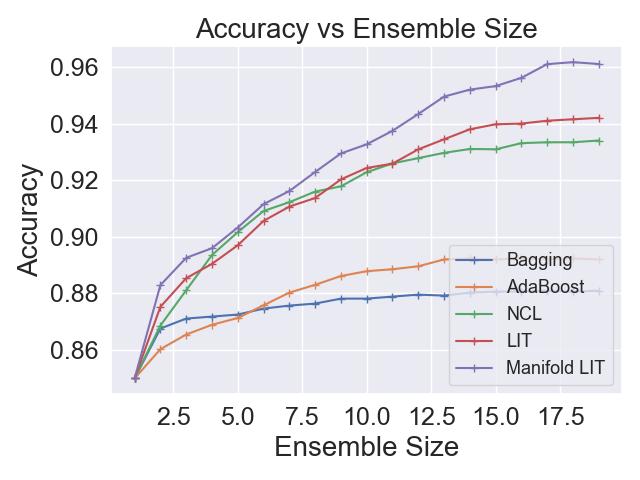 Accuracy vs Ensemble Size
Accuracy
0.96
0.94
0.92
0.90
0.88
0.86
2.5 5.0 7.5 10.0 12.5 15.0 17.5
Ensemble Size
Bagging
AdaBoost
NCL
LIT
Manifold LIT